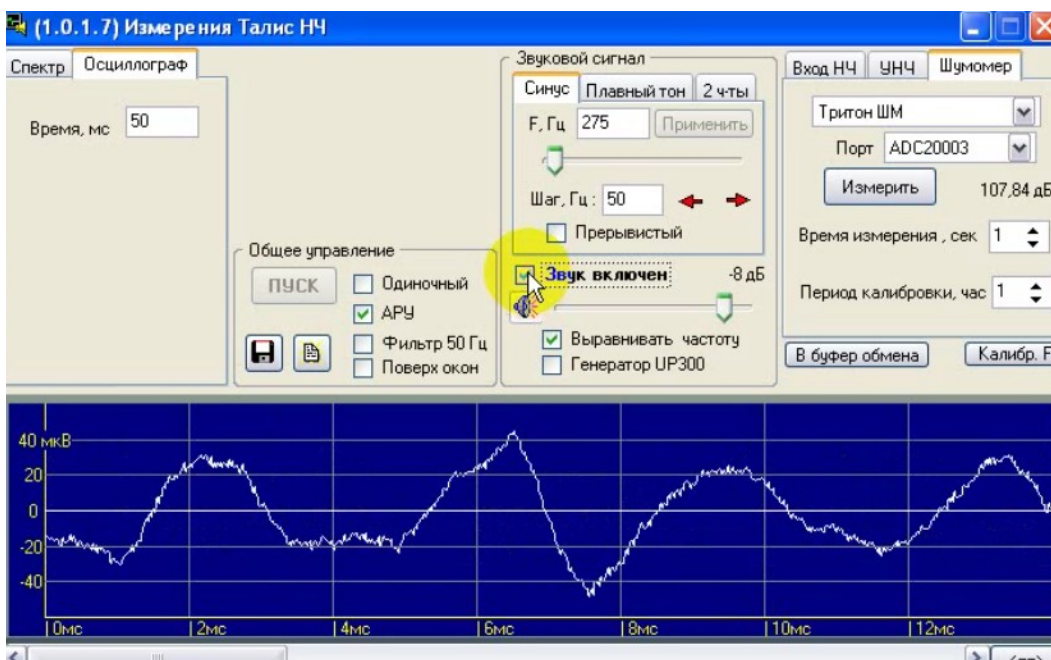 (1.0.1.7) Измерения Талис НЧ
Спектр Осциллограф
Время, мс 50
Общее управление
ПУСК
Одиночный
АРУ
Фильтр 50 Гц
Поверх окон
Звуковой сигнал
Синус Плавный тон 2 ч-ты
F, Гц 275 Применить
Шаг, Гц : 50
Прерывистый
Звук включен -8 дБ
Выравнивать частоту
Генератор UP300
Вход НЧ УНЧ Шумомер
Тритон ШМ
Порт ADC20003
Измерить 107,84 дБ
Время измерения , сек 1
Период калибровки, час 1
В буфер обмена Калибр. F
40 мкВ
20
0
-20
-40
0мс 2мс 4мс 6мс 8мс 10мс 12мс